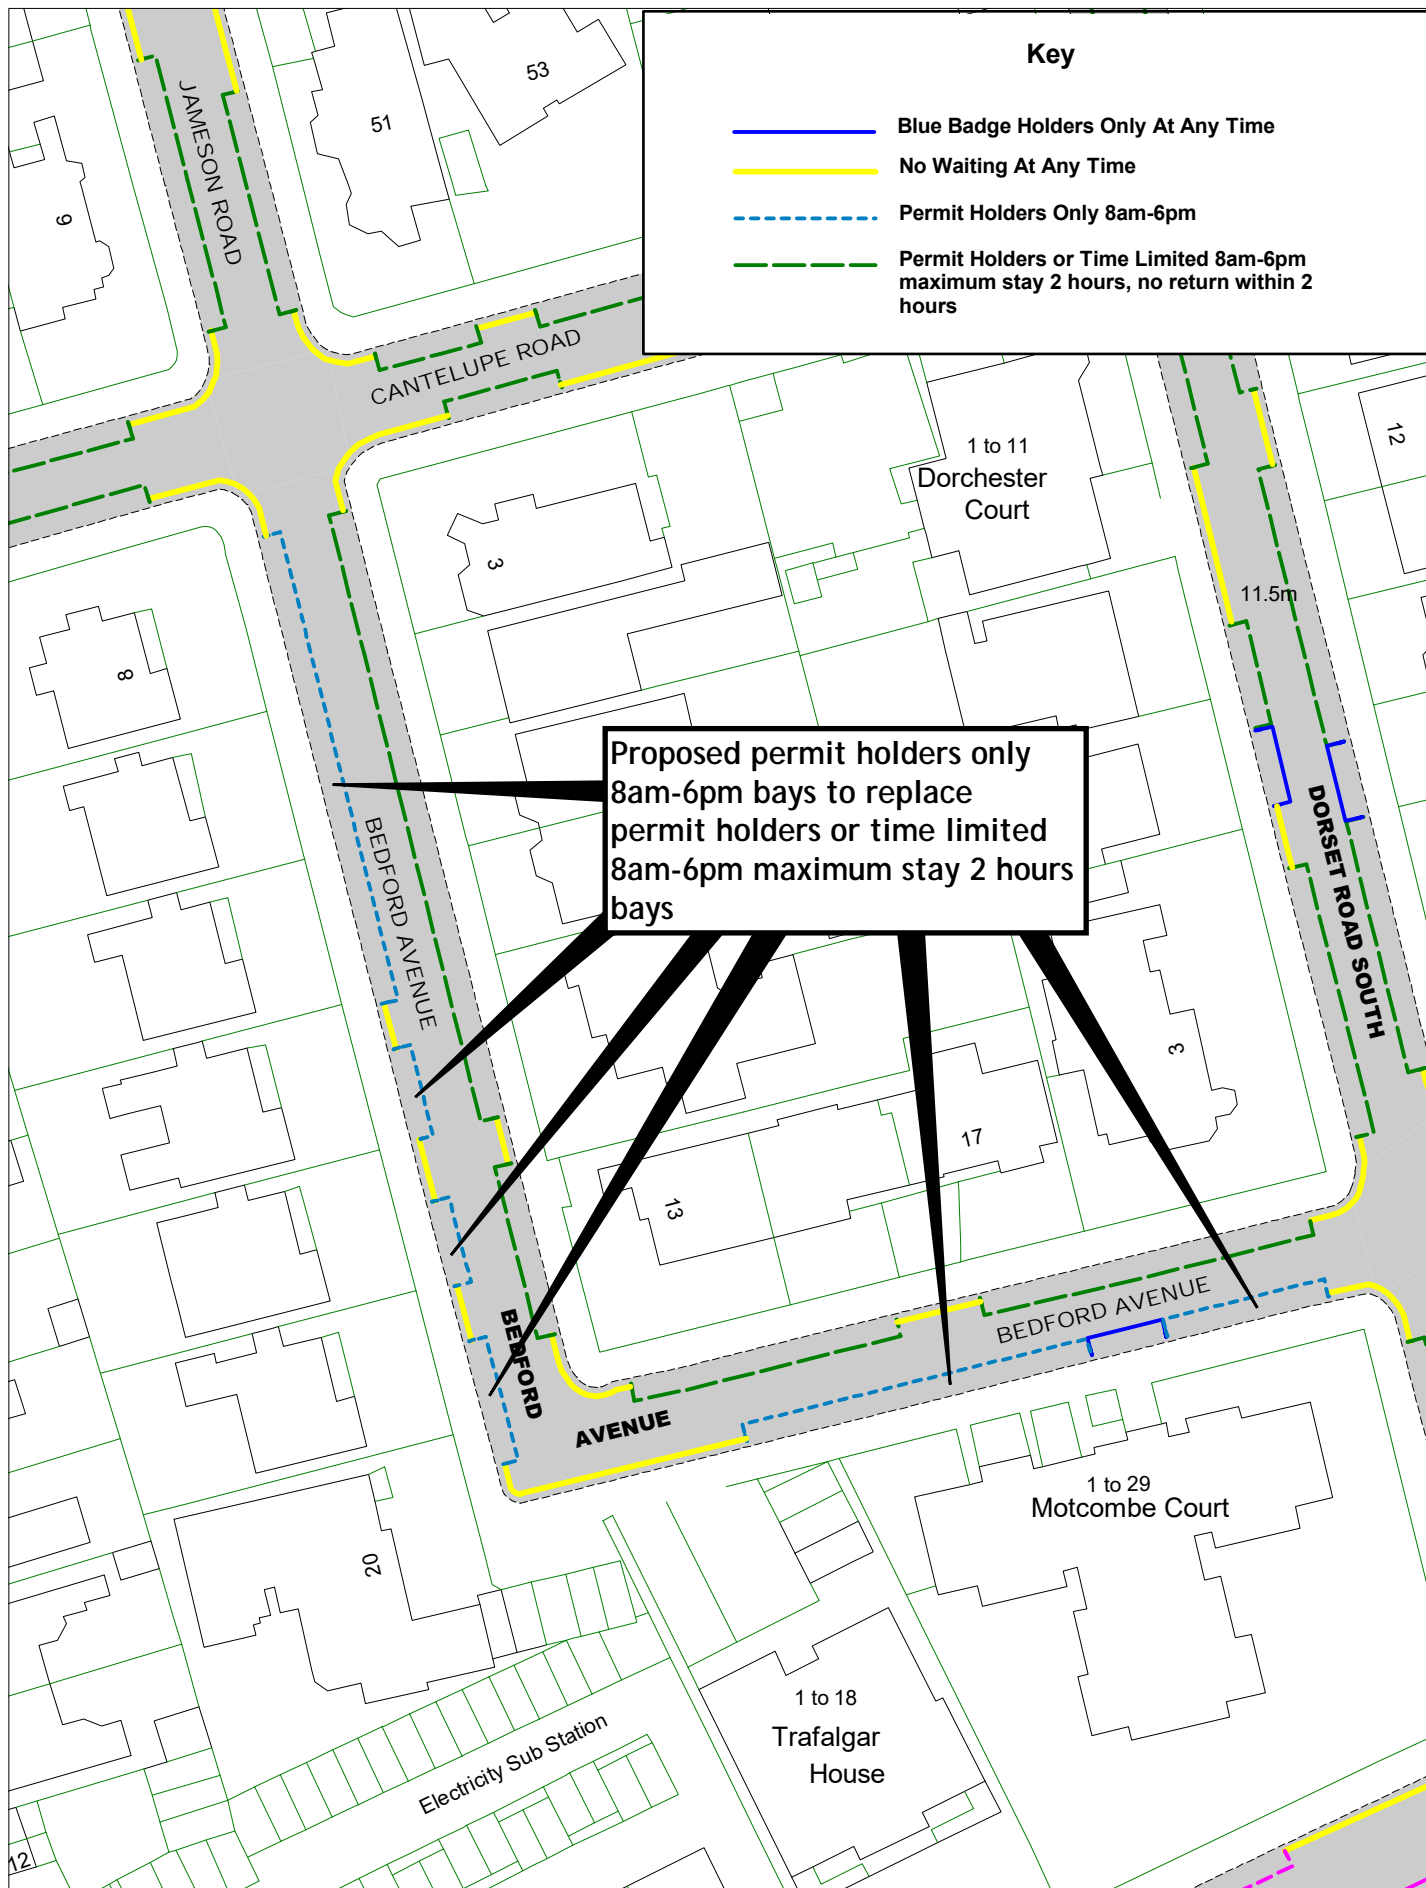 Key
Blue Badge Holders Only At Any Time
No Waiting At Any Time
Permit Holders Only 8am-6pm
Permit Holders or Time Limited 8am-6pm
maximum stay 2 hours, no return within 2
hours
53
51
JAMESON ROAD
9
CANTELUPE ROAD
12
1 to 11
Dorchester
Court
3
11.5m
8
Proposed permit holders only
8am-6pm bays to replace
permit holders or time limited
8am-6pm maximum stay 2 hours
bays
BEDFORD AVENUE
DORSET ROAD SOUTH
3
17
13
BEDFORD AVENUE
BEDFORD
AVENUE
1 to 29
Motcombe Court
20
1 to 18
Trafalgar
House
Electricity Sub Station
12